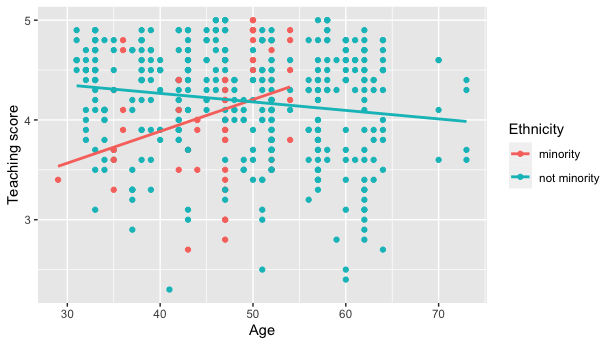 5
4
3
Teaching score
30 40 50 60 70
Age
Ethnicity
minority
not minority